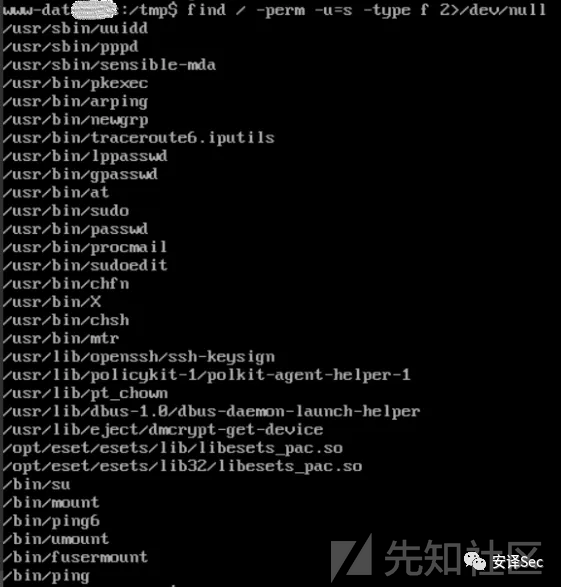 www-dat :/tmp$ find / -perm -u=s -type f 2>/dev/null
/usr/sbin/uuidd
/usr/sbin/pppd
/usr/sbin/sensible-mda
/usr/bin/pkexec
/usr/bin/arping
/usr/bin/newgrp
/usr/bin/traceroute6.iputils
/usr/bin/lppasswd
/usr/bin/gpasswd
/usr/bin/at
/usr/bin/sudo
/usr/bin/passwd
/usr/bin/procmail
/usr/bin/sudoedit
/usr/bin/chfn
/usr/bin/X
/usr/bin/chsh
/usr/bin/mtr
/usr/lib/openssh/ssh-keysign
/usr/lib/policykit-1/polkit-agent-helper-1
/usr/lib/pt_chown
/usr/lib/dbus-1.0/dbus-daemon-launch-helper
/usr/lib/eject/dmcrypt-get-device
/opt/eset/esets/lib/libesets_pac.so
/opt/eset/esets/lib32/libesets_pac.so
/bin/su
/bin/mount
/bin/ping6
/bin/umount
/bin/fusermount
/bin/ping
先知社区
安译Sec